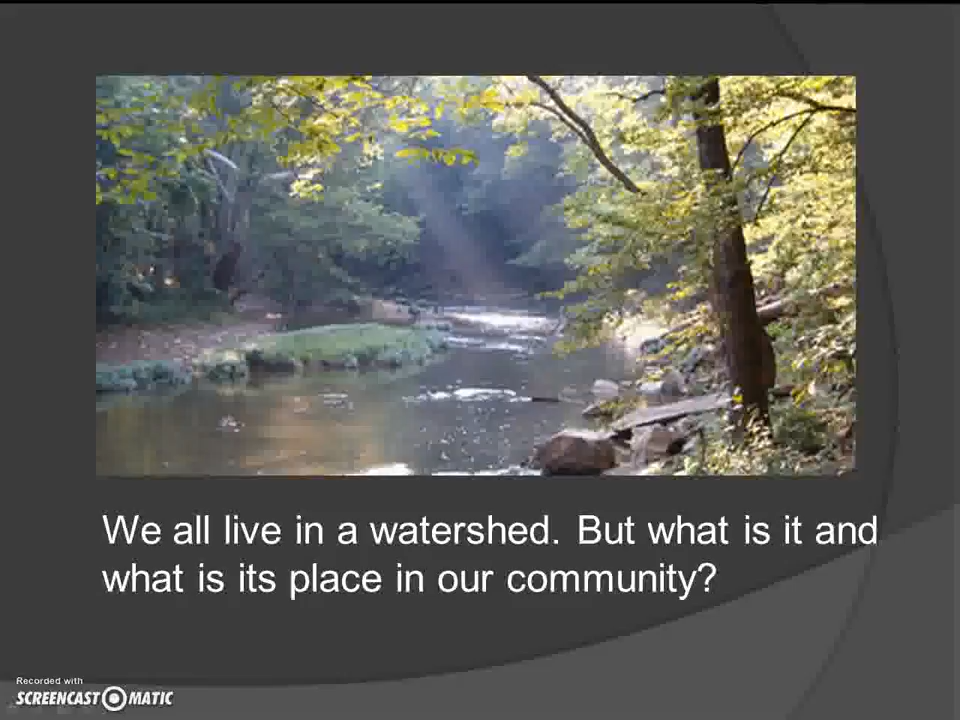 We all live in a watershed. But what is it and
what is its place in our community?
Recorded with
SCREENCAST MATIC